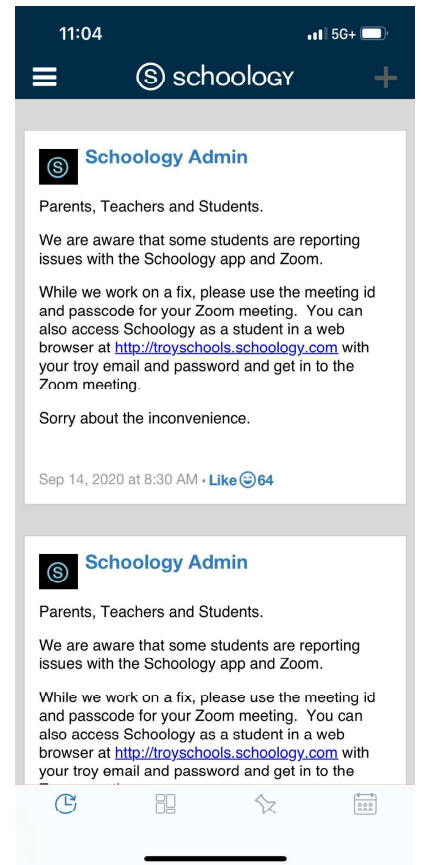 11:04
5G+
S schoology
Schoology Admin
Parents, Teachers and Students.
We are aware that some students are reporting
issues with the Schoology app and Zoom.
While we work on a fix, please use the meeting id
and passcode for your Zoom meeting.  You can
also access Schoology as a student in a web
browser at http://troyschools.schoology.com with
your troy email and password and get in to the
Zoom meeting.
Sorry about the inconvenience.
Sep 14, 2020 at 8:30 AM • Like 64
Schoology Admin
Parents, Teachers and Students.
We are aware that some students are reporting
issues with the Schoology app and Zoom.
While we work on a fix, please use the meeting id
and passcode for your Zoom meeting.  You can
also access Schoology as a student in a web
browser at http://troyschools.schoology.com with
your troy email and password and get in to the